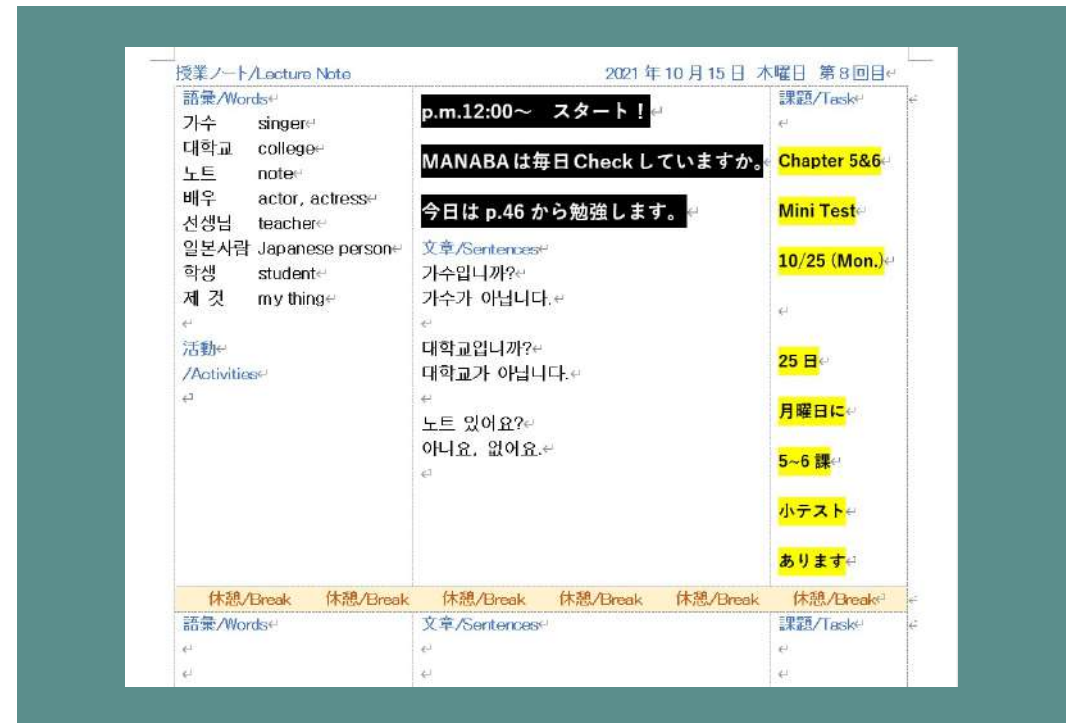 授業ノート/Lecture Note 2021年10月15日 木曜日 第8回目
語彙/Words
가수 singer
대학교 college
노트 note
배우 actor, actress
선생님 teacher
일본사람 Japanese person
학생 student
제 것 my thing
活動
/Activities
p.m.12:00～ スタート！
MANABAは毎日Checkしていますか。
今日はp.46から勉強します。
文章/Sentences
가수입니까?
가수가 아닙니다.
대학교입니까?
대학교가 아닙니다.
노트 있어요?
아니요, 없어요.
課題/Task
Chapter 5&6
Mini Test
10/25 (Mon.)
25日
月曜日に
5~6課
小テスト
あります
休憩/Break 休憩/Break 休憩/Break 休憩/Break 休憩/Break 休憩/Break
語彙/Words
文章/Sentences
課題/Task